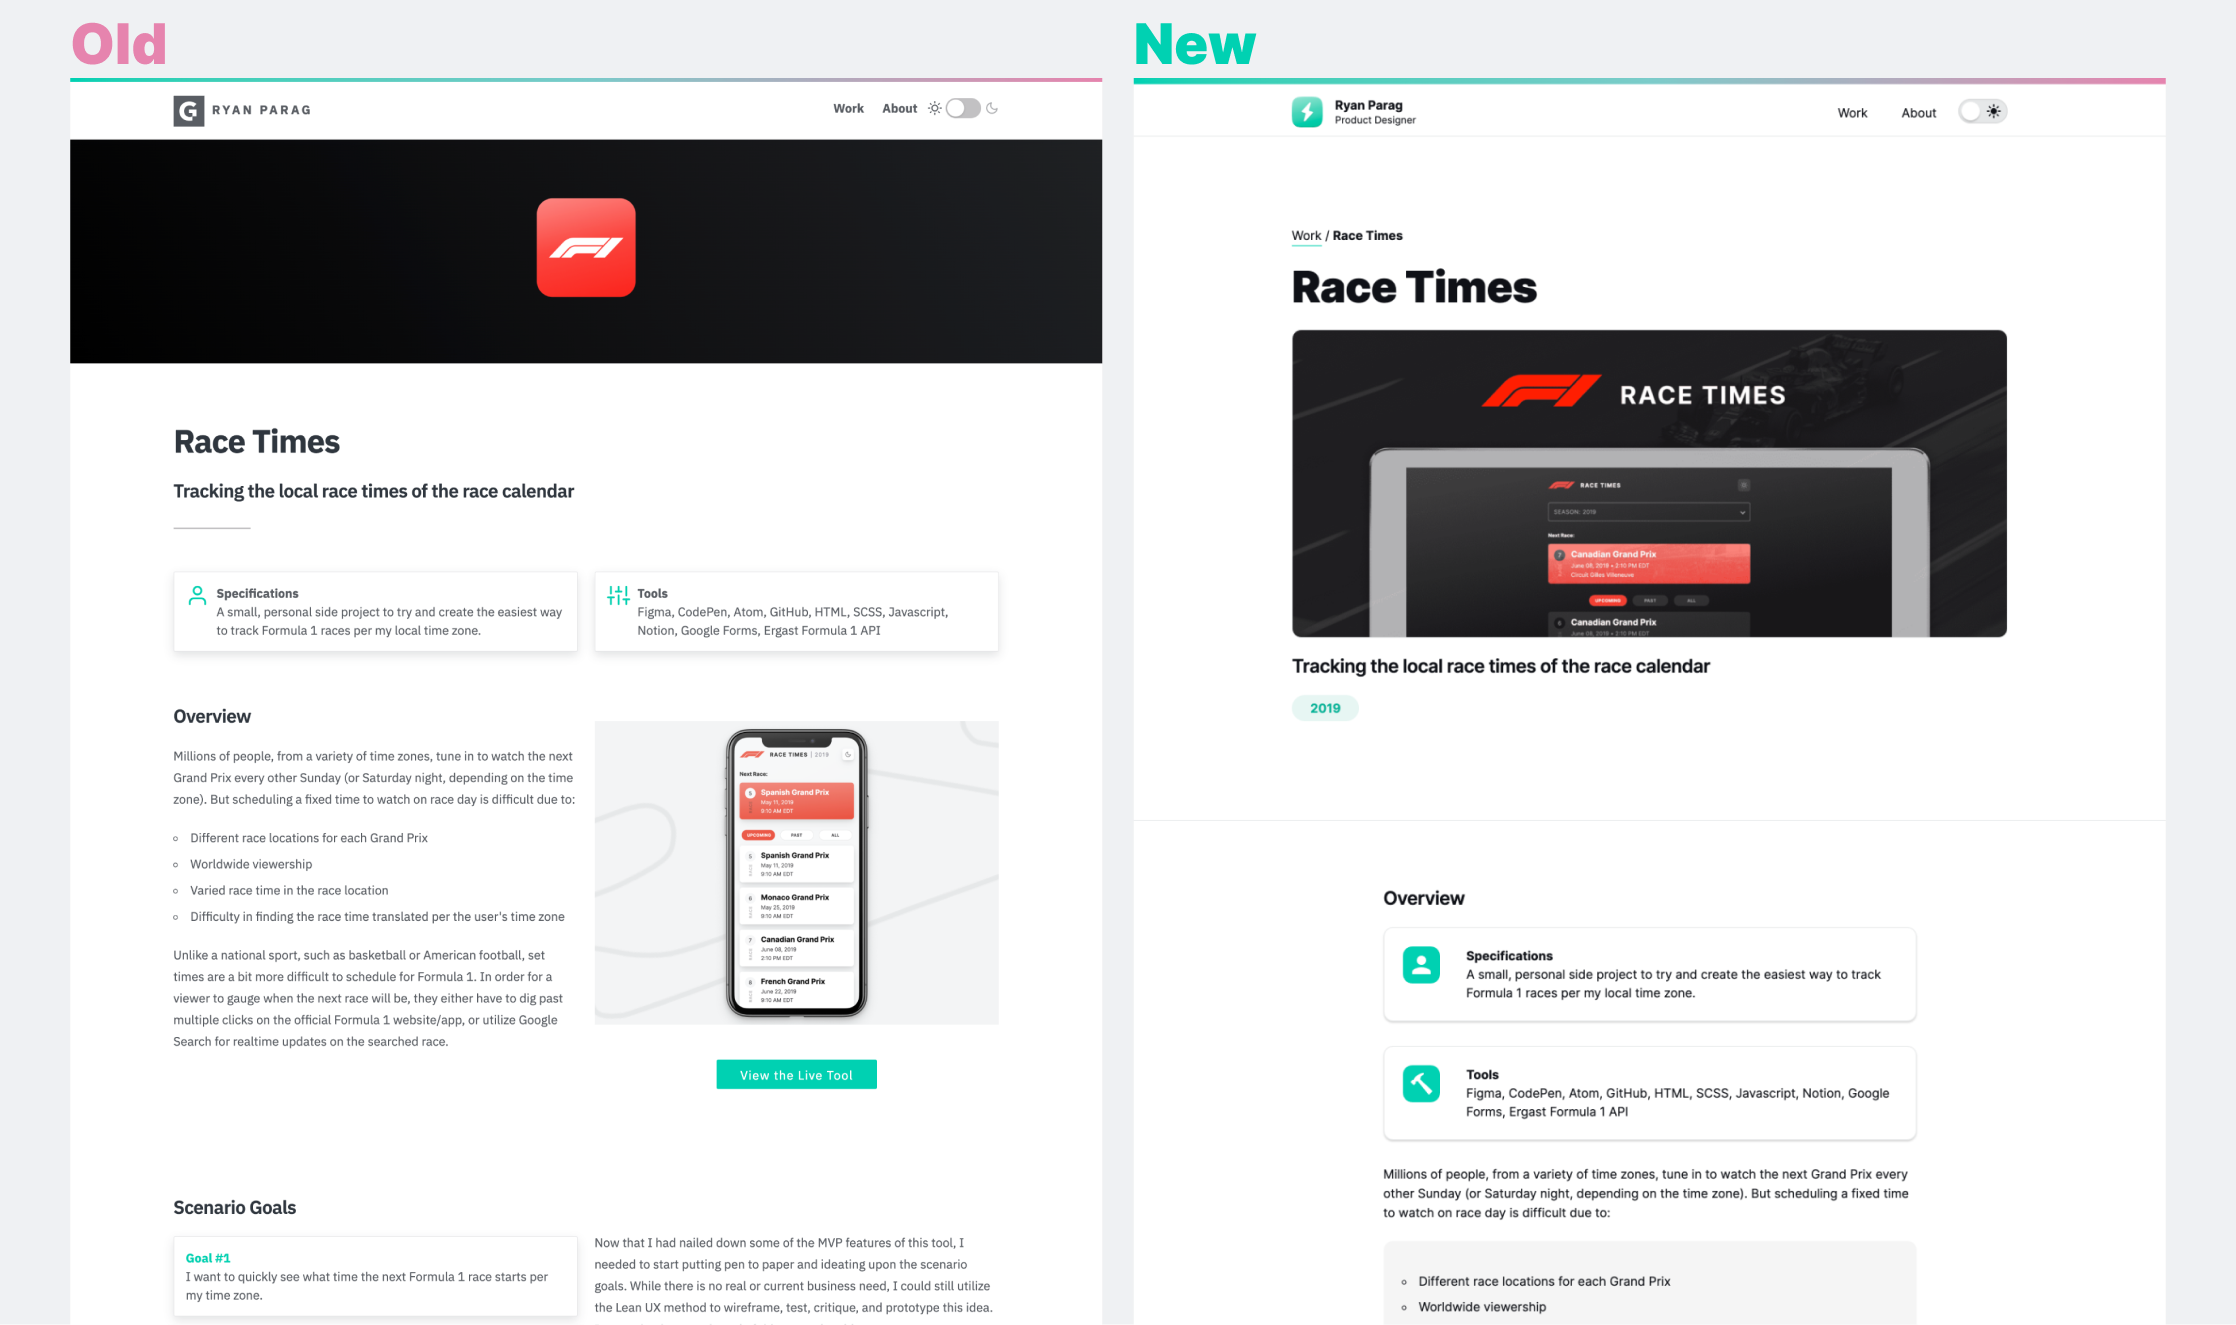 Old
G RYAN PARAG
Work About
Race Times
Tracking the local race times of the race calendar
Specifications
A small, personal side project to try and create the easiest way
to track Formula 1 races per my local time zone.
Tools
Figma, CodePen, Atom, GitHub, HTML, SCSS, Javascript,
Notion, Google Forms, Ergast Formula 1 API
Overview
Millions of people, from a variety of time zones, tune in to watch the next
Grand Prix every other Sunday (or Saturday night, depending on the time
zone). But scheduling a fixed time to watch on race day is difficult due to:
Different race locations for each Grand Prix
Worldwide viewership
Varied race time in the race location
Difficulty in finding the race time translated per the user's time zone
Unlike a national sport, such as basketball or American football, set
times are a bit more difficult to schedule for Formula 1. In order for a
viewer to gauge when the next race will be, they either have to dig past
multiple clicks on the official Formula 1 website/app, or utilize Google
Search for realtime updates on the searched race.
RACE TIMES | 2019
Next Race:
5 Spanish Grand Prix
May 11, 2019
9:10 AM EDT
UPCOMING PAST ALL
5 Spanish Grand Prix
May 11, 2019
9:10 AM EDT
6 Monaco Grand Prix
May 25, 2019
9:10 AM EDT
7 Canadian Grand Prix
June 08, 2019
2:10 PM EDT
8 French Grand Prix
June 22, 2019
9:10 AM EDT
View the Live Tool
Scenario Goals
Goal #1
I want to quickly see what time the next Formula 1 race starts per
my time zone.
Now that I had nailed down some of the MVP features of this tool, I
needed to start putting pen to paper and ideating upon the scenario
goals. While there is no real or current business need, I could still utilize
the Lean UX method to wireframe, test, critique, and prototype this idea.
New
Ryan Parag
Product Designer
Work About
Work / Race Times
Race Times
F1 RACE TIMES
RACE TIMES
SEASON: 2019
Next Race:
7 Canadian Grand Prix
June 08, 2019 • 2:10 PM EDT
Circuit Gilles Villeneuve
UPCOMING PAST ALL
Canadian Grand Prix
June 08, 2019 • 2:10 PM EDT
Tracking the local race times of the race calendar
2019
Overview
Specifications
A small, personal side project to try and create the easiest way to track
Formula 1 races per my local time zone.
Tools
Figma, CodePen, Atom, GitHub, HTML, SCSS, Javascript, Notion, Google
Forms, Ergast Formula 1 API
Millions of people, from a variety of time zones, tune in to watch the next Grand Prix every
other Sunday (or Saturday night, depending on the time zone). But scheduling a fixed time
to watch on race day is difficult due to:
Different race locations for each Grand Prix
Worldwide viewership